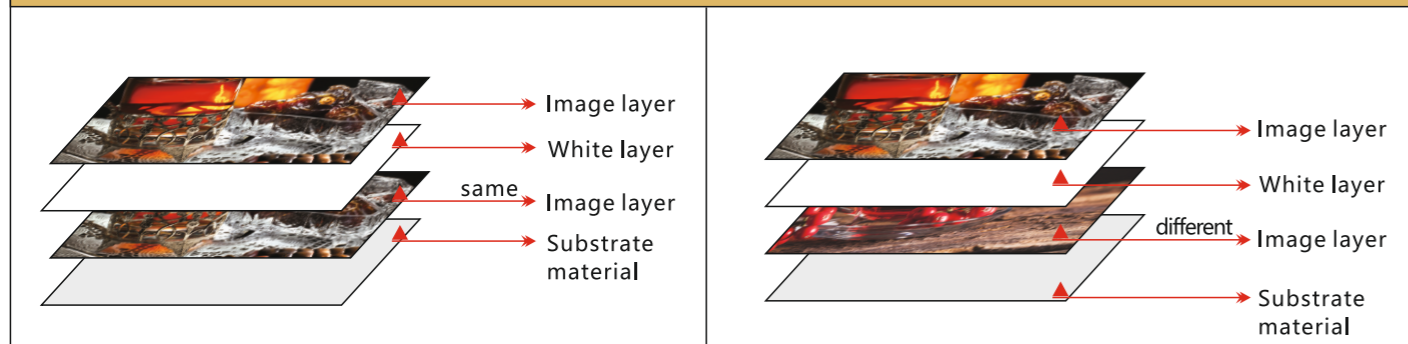 Image layer
White layer
same
Image layer
Substrate
material
Image layer
White layer
different
Image layer
Substrate
material